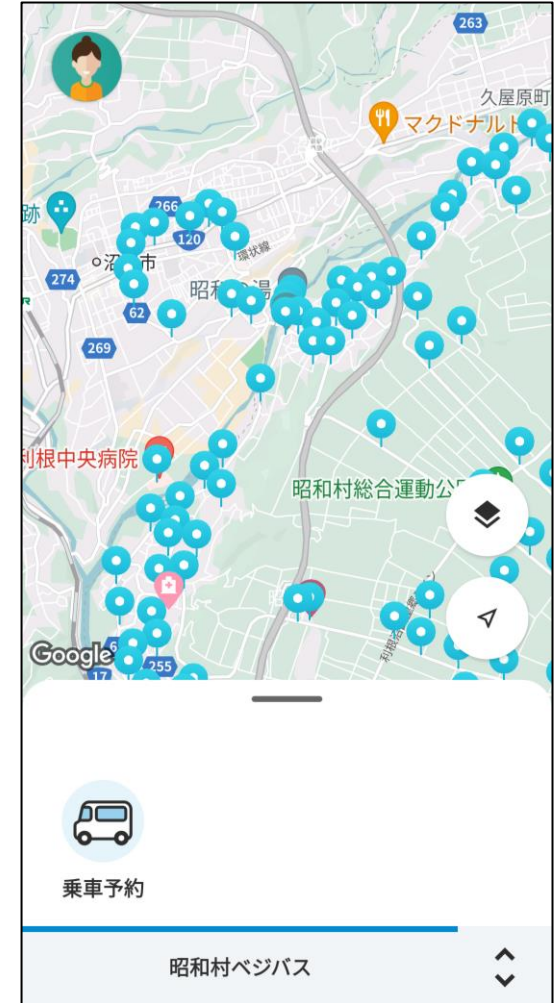 263
久屋原町
マクドナルド
跡
266
120
沼
市
環状線
274
昭和
湯
62
269
利根中央病院
昭和村総合運動公
Google
255
17
乗車予約
昭和村ベジバス